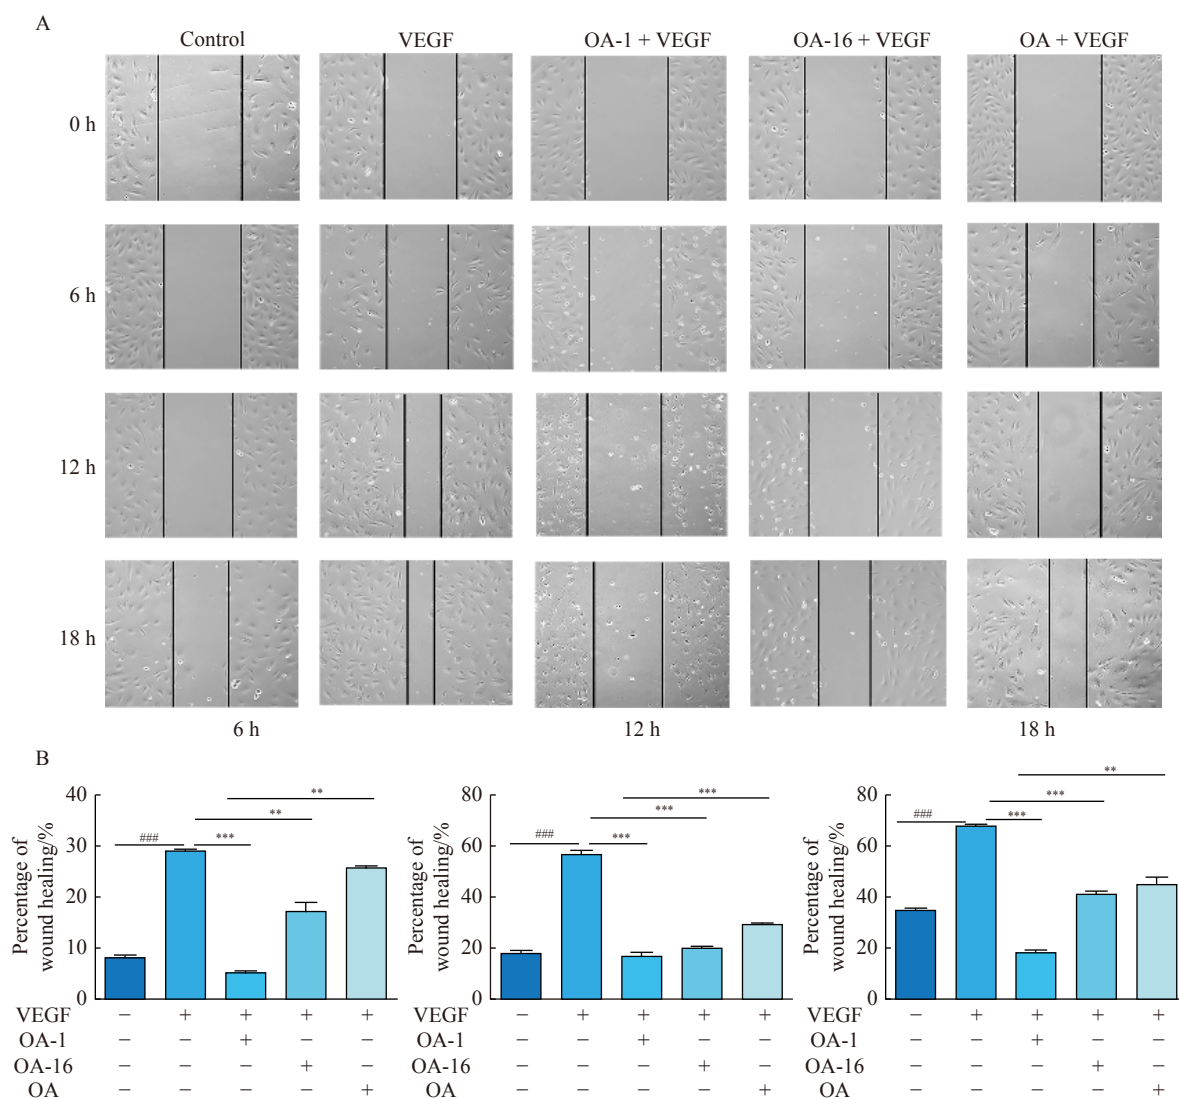 A
Control VEGF OA-1 + VEGF OA-16 + VEGF OA + VEGF
0 h
6 h
12 h
18 h
6 h 12 h 18 h
B
Percentage of
wound healing/%
40
30
20
10
0
###
***
**
**
VEGF − + + + +
OA-1 − − + − −
OA-16 − − − + −
OA − − − − +
Percentage of
wound healing/%
80
60
40
20
0
###
***
***
***
VEGF − + + + +
OA-1 − − + − −
OA-16 − − − + −
OA − − − − +
Percentage of
wound healing/%
80
60
40
20
0
###
***
***
**
VEGF − + + + +
OA-1 − − + − −
OA-16 − − − + −
OA − − − − +